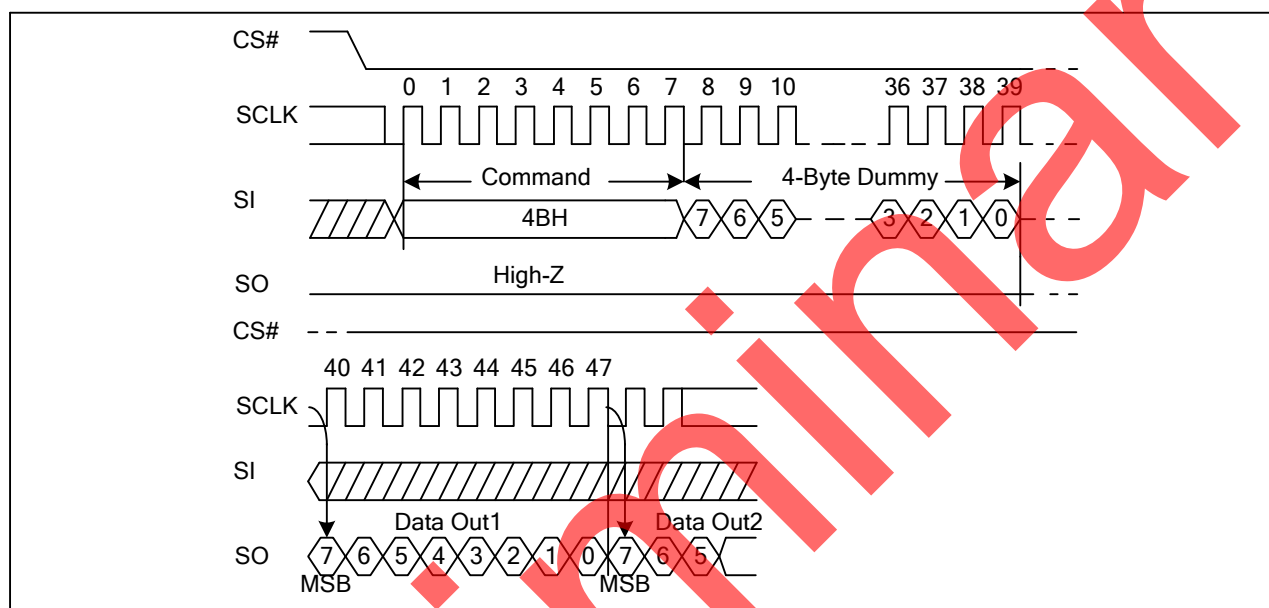 CS#
0 1 2 3 4 5 6 7 8 9 10 36 37 38 39
SCLK
Command 4-Byte Dummy
SI
4BH 7 6 5 3 2 1 0
High-Z
SO
CS#
40 41 42 43 44 45 46 47
SCLK
SI
Data Out1 Data Out2
SO 7 6 5 4 3 2 1 0 7 6 5
MSB MSB
minar